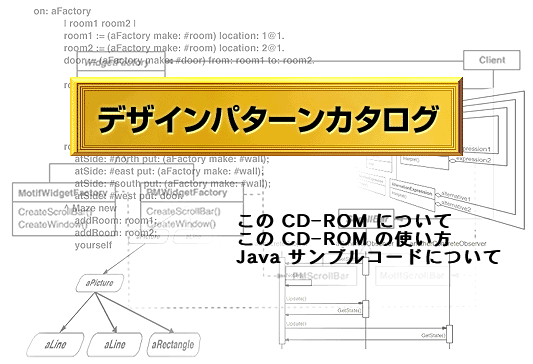 on: aFactory
| room1 room2 |
room1 := (aFactory make: #room) location: 1@1.
room2 := (aFactory make: #room) location: 2@1.
door := (aFactory make: #door) from: room1 to: room2.
WidgetFactory
Client
デザインパターンカタログ
expression1
expression2
atSide: #north put: (aFactory make: #wall);
atSide: #east put: (aFactory make: #wall);
atSide: #south put: (aFactory make: #wall);
atSide: #west put: door.
MotifWidgetFactory
PMWidgetFactory
AlternationExpression
alternative1
alternative2
^ Maze new
CreateScrollBar()
CreateWindow()
CreateScrollBar()
CreateWindow()
addRoom: room1;
addRoom: room2;
yourself
この CD-ROM について
この CD-ROM の使い方
Java サンプルコードについて
PMScrollBar
MotifScrollBar
aPicture
Update()
GetState()
Update()
GetState()
aLine
aLine
aRectangle